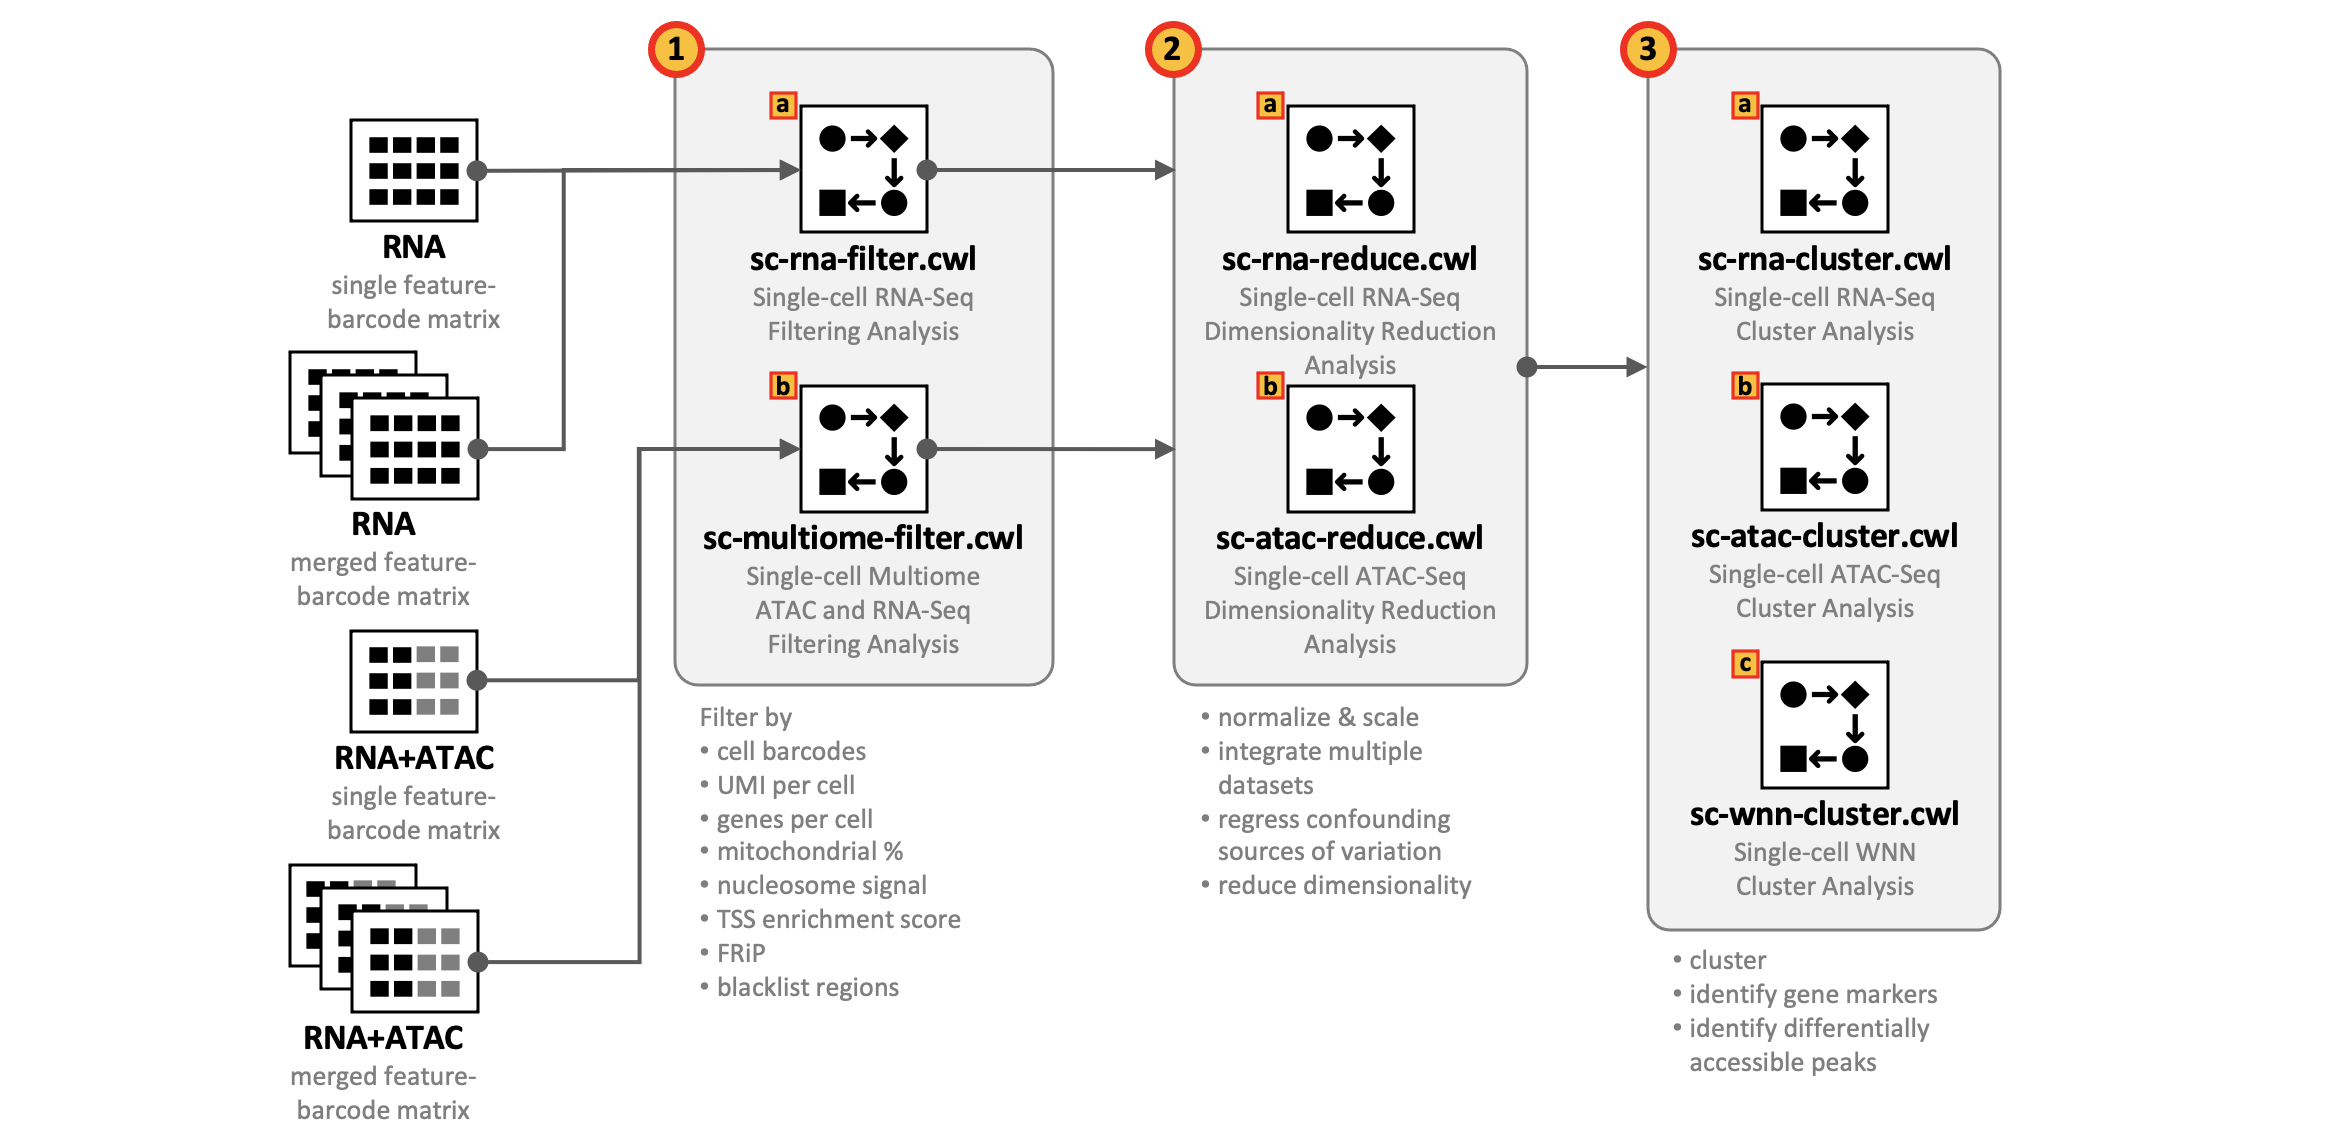 RNA
single feature-
barcode matrix
RNA
merged feature-
barcode matrix
RNA+ATAC
single feature-
barcode matrix
RNA+ATAC
merged feature-
barcode matrix
1
a
sc-rna-filter.cwl
Single-cell RNA-Seq
Filtering Analysis
b
sc-multiome-filter.cwl
Single-cell Multiome
ATAC and RNA-Seq
Filtering Analysis
Filter by
• cell barcodes
• UMI per cell
• genes per cell
• mitochondrial %
• nucleosome signal
• TSS enrichment score
• FRiP
• blacklist regions
2
a
sc-rna-reduce.cwl
Single-cell RNA-Seq
Dimensionality Reduction
Analysis
b
sc-atac-reduce.cwl
Single-cell ATAC-Seq
Dimensionality Reduction
Analysis
• normalize & scale
• integrate multiple
datasets
• regress confounding
sources of variation
• reduce dimensionality
3
a
sc-rna-cluster.cwl
Single-cell RNA-Seq
Cluster Analysis
b
sc-atac-cluster.cwl
Single-cell ATAC-Seq
Cluster Analysis
c
sc-wnn-cluster.cwl
Single-cell WNN
Cluster Analysis
• cluster
• identify gene markers
• identify differentially
accessible peaks